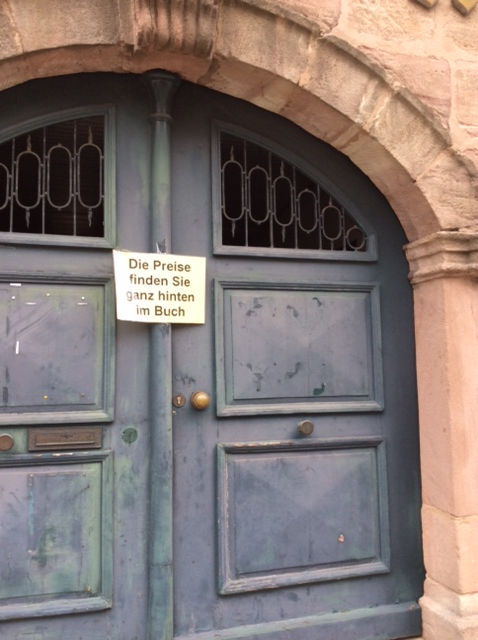 Die Preise
finden Sie
ganz hinten
im Buch